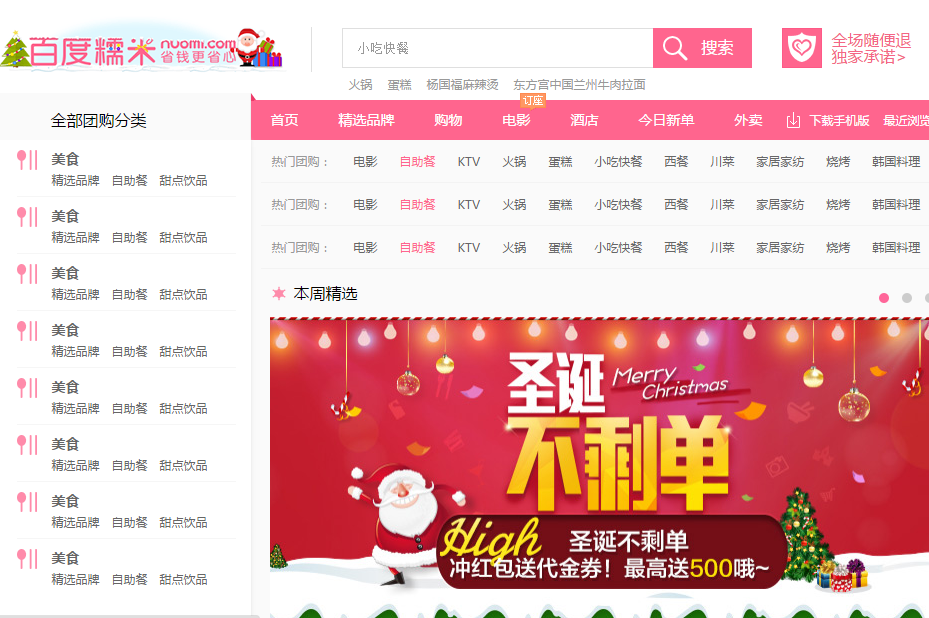 百度糯米 nuomi.com 省钱更省心
小吃快餐 搜索
全场随便退
独家承诺>
火锅 蛋糕 杨国福麻辣烫 东方宫中国兰州牛肉拉面
订座
全部团购分类
首页 精选品牌 购物 电影 酒店 今日新单 外卖 下载手机版 最近浏览
美食
精选品牌 自助餐 甜点饮品
美食
精选品牌 自助餐 甜点饮品
美食
精选品牌 自助餐 甜点饮品
美食
精选品牌 自助餐 甜点饮品
美食
精选品牌 自助餐 甜点饮品
美食
精选品牌 自助餐 甜点饮品
美食
精选品牌 自助餐 甜点饮品
美食
精选品牌 自助餐 甜点饮品
热门团购： 电影 自助餐 KTV 火锅 蛋糕 小吃快餐 西餐 川菜 家居家纺 烧烤 韩国料理
热门团购： 电影 自助餐 KTV 火锅 蛋糕 小吃快餐 西餐 川菜 家居家纺 烧烤 韩国料理
热门团购： 电影 自助餐 KTV 火锅 蛋糕 小吃快餐 西餐 川菜 家居家纺 烧烤 韩国料理
本周精选
圣诞 Merry Christmas
不剩单
High 圣诞不剩单
冲红包送代金券！最高送500哦~